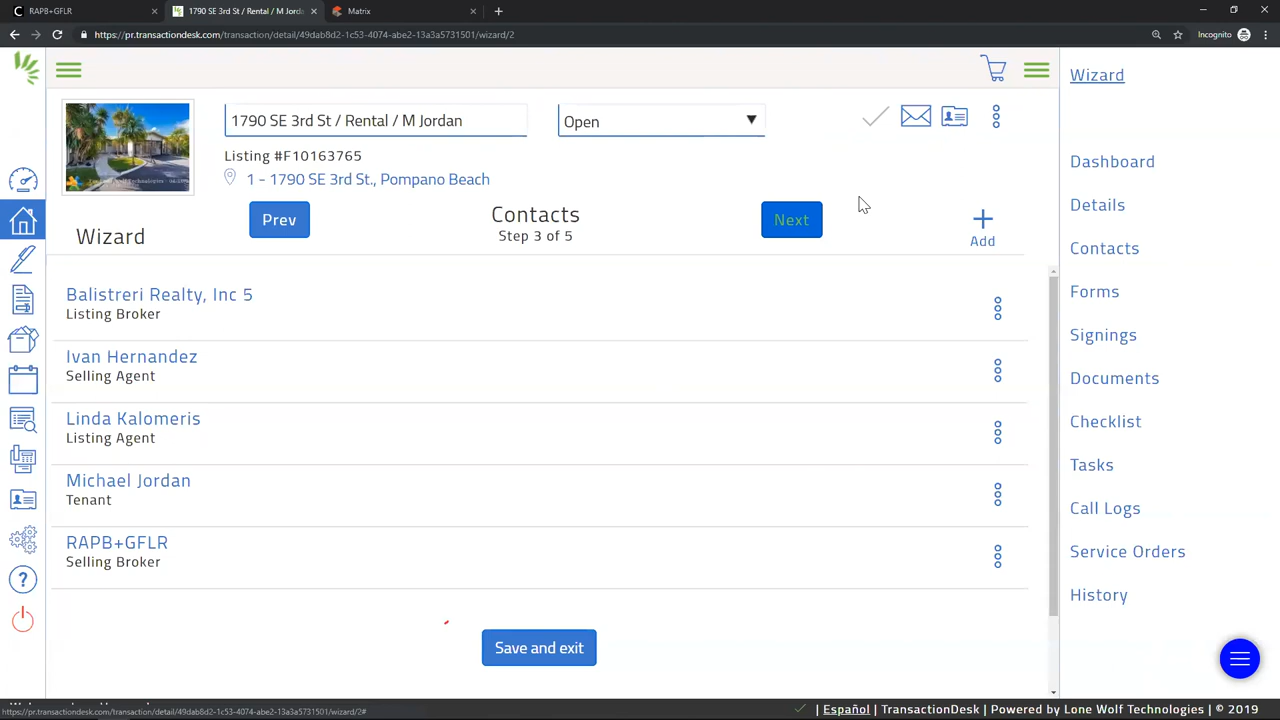 RAPB+GFLR
1790 SE 3rd St / Rental / M Jorda
Matrix
https://pr.transactiondesk.com/transaction/detail/49dab8d2-1c53-4074-abe2-13a3a5731501/wizard/2
Incognito
Wizard
1790 SE 3rd St / Rental / M Jordan
Open
Listing #F10163765
1 - 1790 SE 3rd St., Pompano Beach
Dashboard
Details
Prev
Contacts
Step 3 of 5
Next
Wizard
Add
Contacts
Balistreri Realty, Inc 5
Listing Broker
Forms
Ivan Hernandez
Selling Agent
Signings
Documents
Linda Kalomeris
Listing Agent
Checklist
Michael Jordan
Tenant
Tasks
Call Logs
RAPB+GFLR
Selling Broker
Service Orders
History
Save and exit
https://pr.transactiondesk.com/transaction/detail/49dab8d2-1c53-4074-abe2-13a3a5731501/wizard/2#
| Español | TransactionDesk | Powered by Lone Wolf Technologies | © 2019